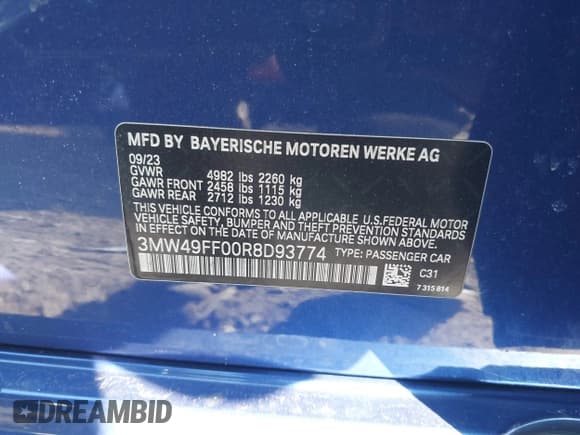 MFD BY BAYERISCHE MOTOREN WERKE AG
09/23
GVWR 4982 lbs 2260 kg
GAWR FRONT 2458 lbs 1115 kg
GAWR REAR 2712 lbs 1230 kg
THIS VEHICLE CONFORMS TO ALL APPLICABLE U.S.FEDERAL MOTOR
VEHICLE SAFETY, BUMPER AND THEFT PREVENTION STANDARDS
IN EFFECT ON THE DATE OF MANUFACTURE SHOWN ABOVE.
3MW49FF00R8D93774 TYPE: PASSENGER CAR
C31
7 315 814
DREAMBID